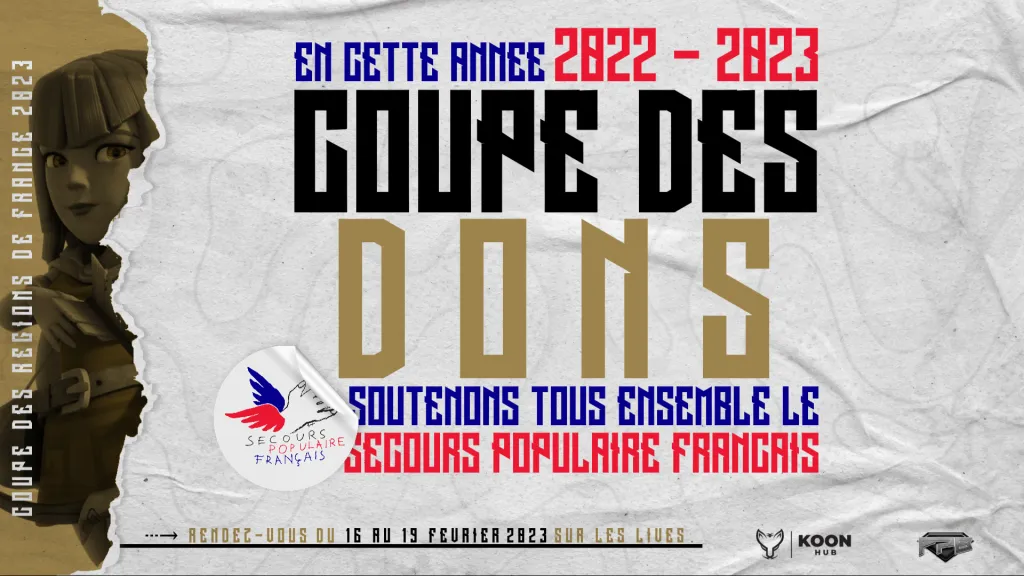 COUPE DES REGIONS DE FRANCE 2023
EN CETTE ANNEE 2022 - 2023
COUPE DES
DONS
SOUTENONS TOUS ENSEMBLE LE
SECOURS POPULAIRE FRANCAIS
SECOURS
POPULAIRE
FRANÇAIS
RENDEZ-VOUS DU 16 AU 19 FEVRIER 2023 SUR LES LIVES.
KOON
HUB
RGB